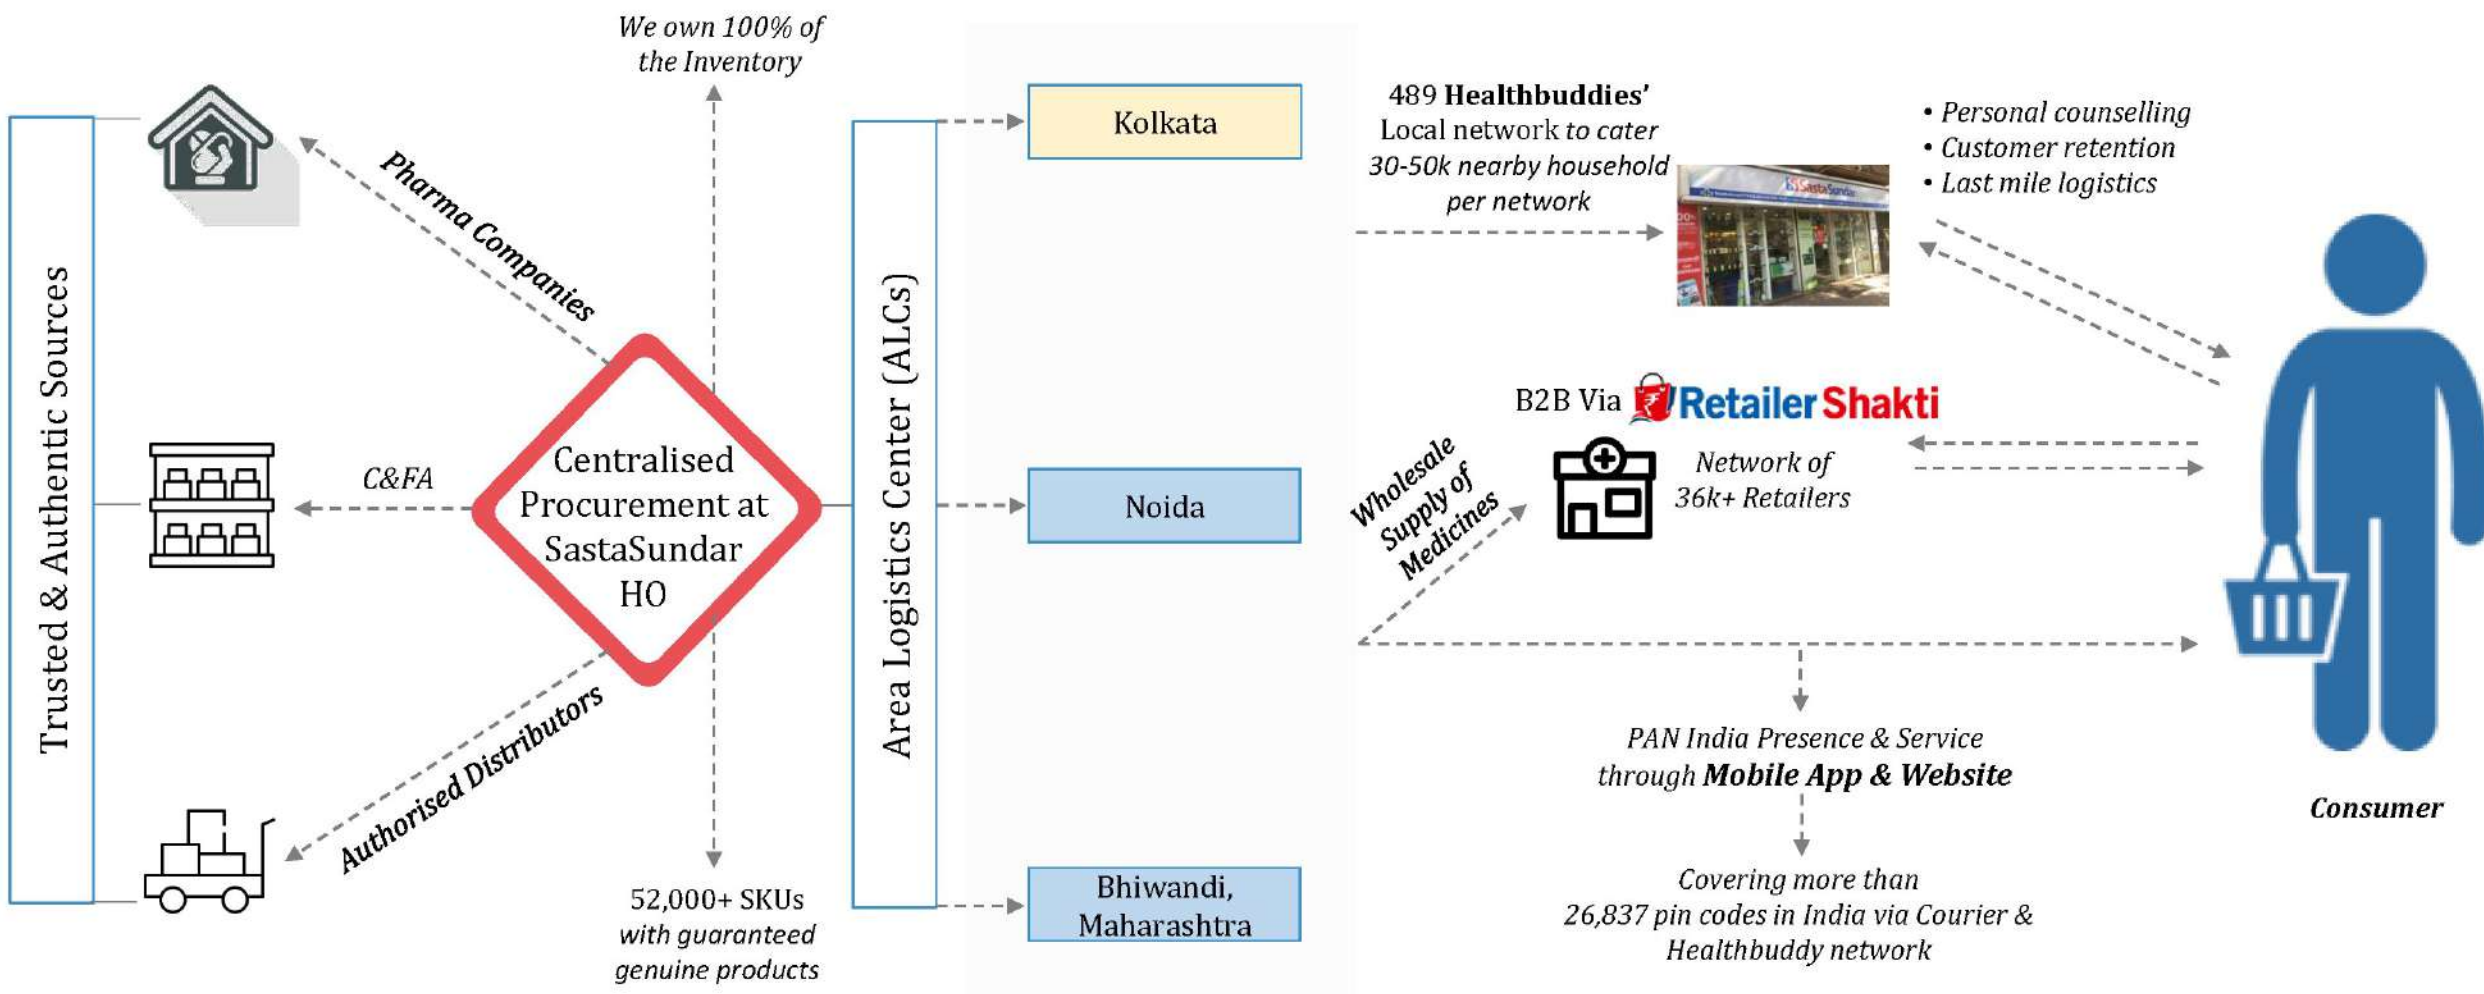 Trusted & Authentic Sources
Pharma Companies
C&FA
Authorised Distributors
We own 100% of
the Inventory
Centralised
Procurement at
SastaSundar
HO
52,000+ SKUs
with guaranteed
genuine products
Area Logistics Center (ALCs)
Kolkata
Noida
Bhiwandi,
Maharashtra
489 Healthbuddies’
Local network to cater
30-50k nearby household
per network
SastaSundar
• Personal counselling
• Customer retention
• Last mile logistics
B2B Via RetailerShakti
Wholesale
Supply of
Medicines
Network of
36k+ Retailers
PAN India Presence & Service
through Mobile App & Website
Covering more than
26,837 pin codes in India via Courier &
Healthbuddy network
Consumer